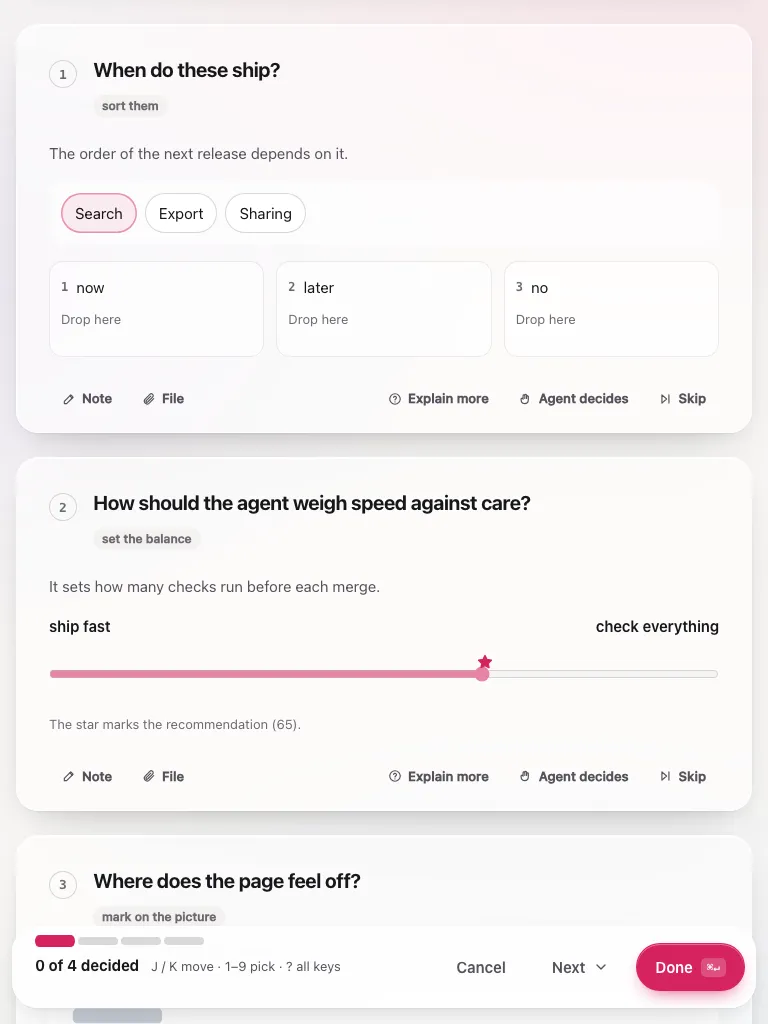 1 When do these ship?
sort them
The order of the next release depends on it.
Search Export Sharing
1 now 2 later 3 no
Drop here Drop here Drop here
Note File Explain more Agent decides Skip
2 How should the agent weigh speed against care?
set the balance
It sets how many checks run before each merge.
ship fast check everything
The star marks the recommendation (65).
Note File Explain more Agent decides Skip
3 Where does the page feel off?
mark on the picture
0 of 4 decided J / K move · 1–9 pick · ? all keys Cancel Next Done ⌘↵